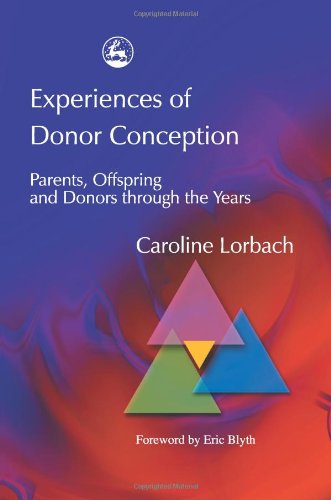 Experiences of
Donor Conception
Parents, Offspring
and Donors through the Years
Caroline Lorbach
Foreword by Eric Blyth